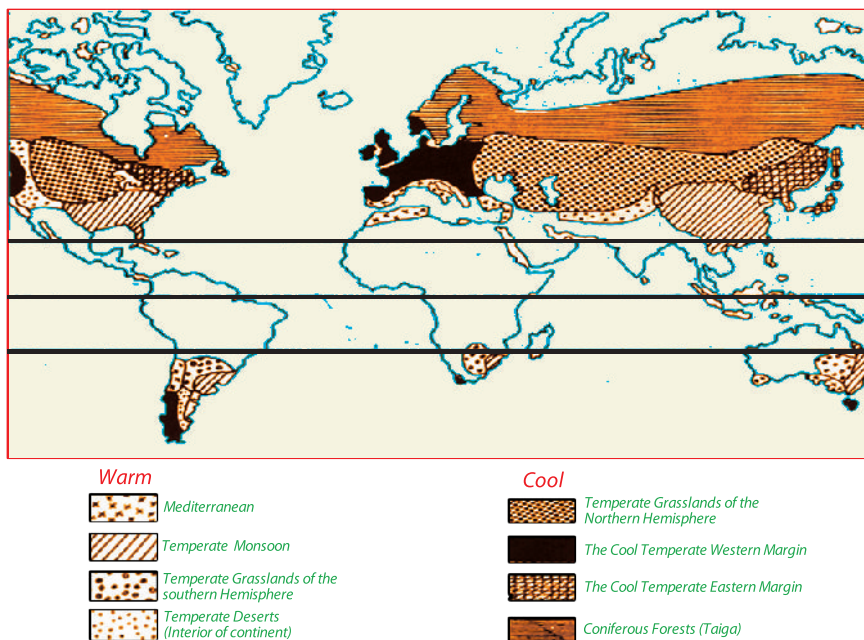 Warm
Mediterranean
Temperate Monsoon
Temperate Grasslands of the
southern Hemisphere
Temperate Deserts
(Interior of continent)
Cool
Temperate Grasslands of the
Northern Hemisphere
The Cool Temperate Western Margin
The Cool Temperate Eastern Margin
Coniferous Forests (Taiga)